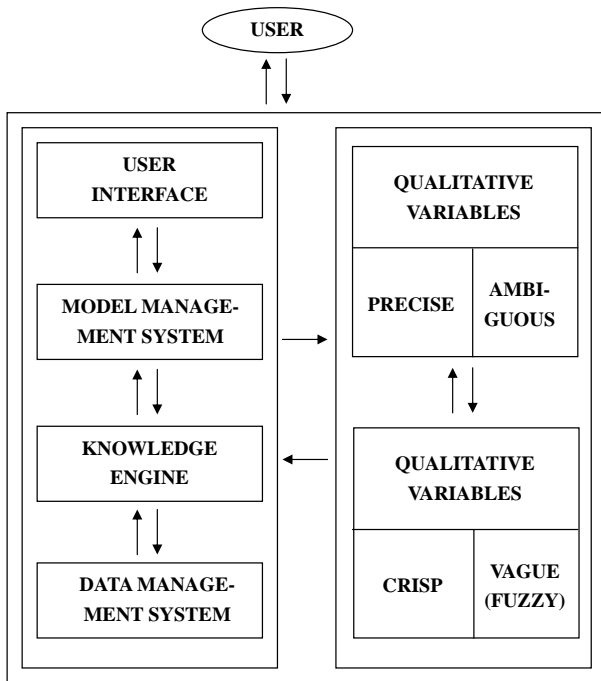 USER
USER
INTERFACE
MODEL MANAGE-
MENT SYSTEM
KNOWLEDGE
ENGINE
DATA MANAGE-
MENT SYSTEM
QUALITATIVE
VARIABLES
PRECISE
AMBI-
GUOUS
QUALITATIVE
VARIABLES
CRISP
VAGUE
(FUZZY)